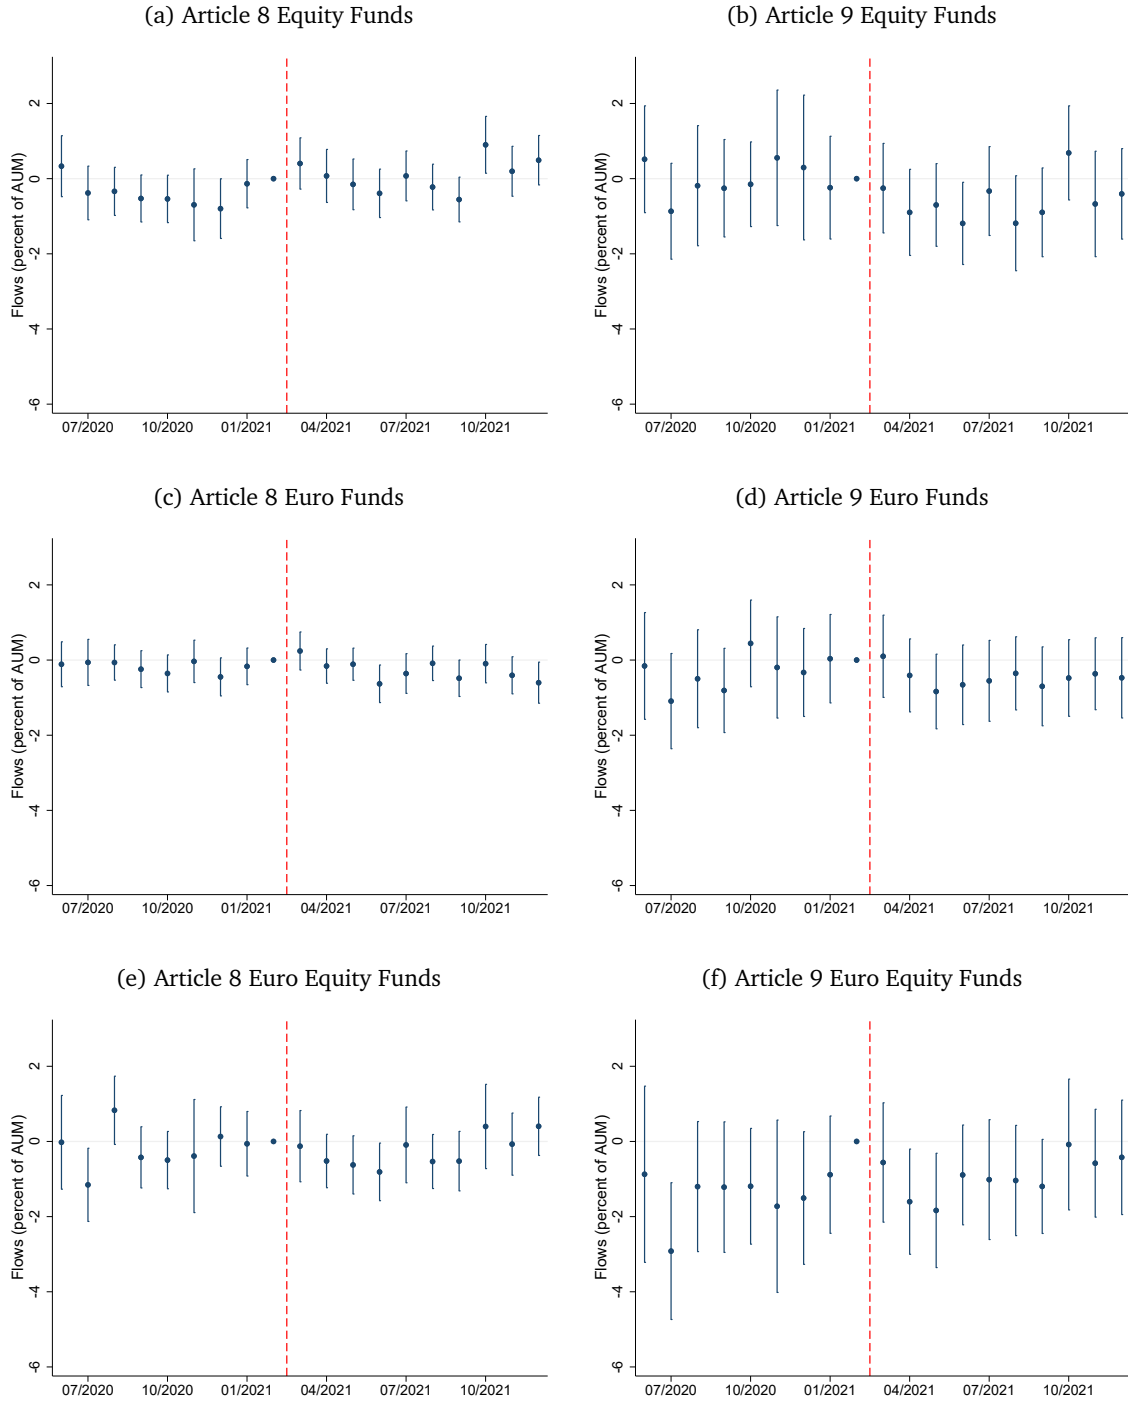 (a) Article 8 Equity Funds
Flows (percent of AUM)
2
0
-2
-4
-6
07/2020 10/2020 01/2021 04/2021 07/2021 10/2021
(b) Article 9 Equity Funds
Flows (percent of AUM)
2
0
-2
-4
-6
07/2020 10/2020 01/2021 04/2021 07/2021 10/2021
(c) Article 8 Euro Funds
Flows (percent of AUM)
2
0
-2
-4
-6
07/2020 10/2020 01/2021 04/2021 07/2021 10/2021
(d) Article 9 Euro Funds
Flows (percent of AUM)
2
0
-2
-4
-6
07/2020 10/2020 01/2021 04/2021 07/2021 10/2021
(e) Article 8 Euro Equity Funds
Flows (percent of AUM)
2
0
-2
-4
-6
07/2020 10/2020 01/2021 04/2021 07/2021 10/2021
(f) Article 9 Euro Equity Funds
Flows (percent of AUM)
2
0
-2
-4
-6
07/2020 10/2020 01/2021 04/2021 07/2021 10/2021